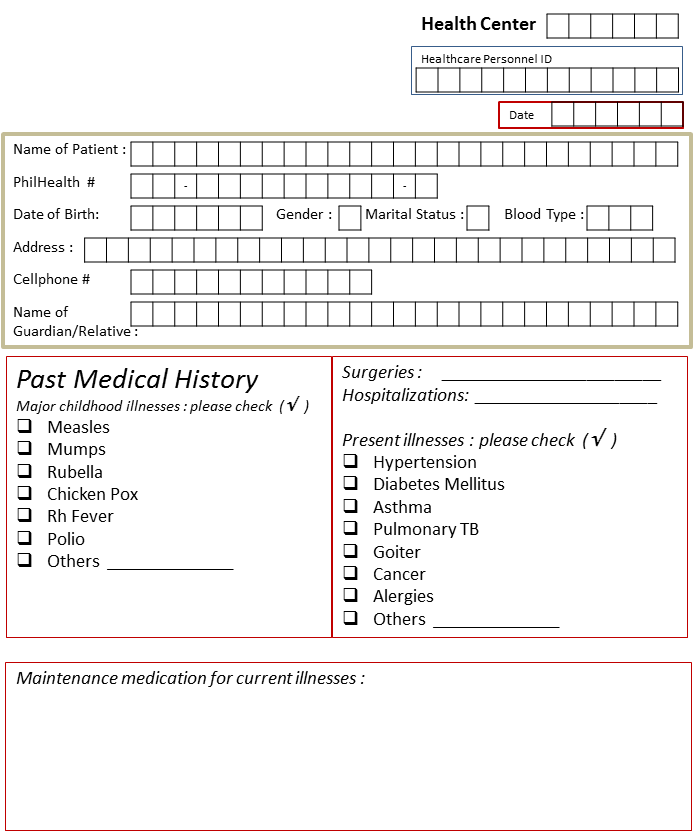 Health Center
Healthcare Personnel ID
Date
Name of Patient :
PhilHealth #
- -
Date of Birth: Gender : Marital Status : Blood Type :
Address :
Cellphone #
Name of
Guardian/Relative :
Past Medical History
Major childhood illnesses : please check ( √ )
Measles
Mumps
Rubella
Chicken Pox
Rh Fever
Polio
Others ______________
Surgeries : ________________________
Hospitalizations: ____________________
Present illnesses : please check ( √ )
Hypertension
Diabetes Mellitus
Asthma
Pulmonary TB
Goiter
Cancer
Alergies
Others ______________
Maintenance medication for current illnesses :